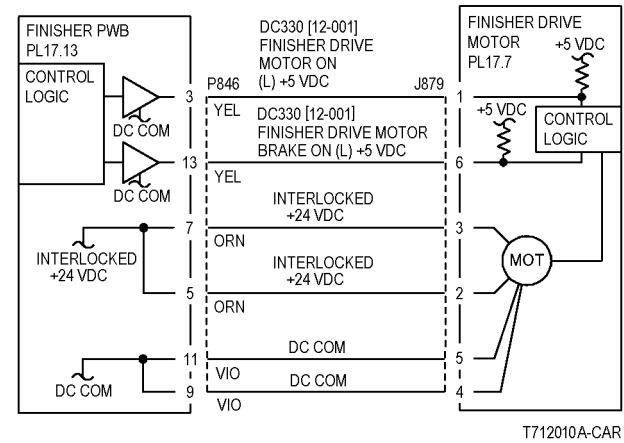 FINISHER PWB
PL17.13
CONTROL
LOGIC
DC COM
DC COM
INTERLOCKED
+24 VDC
DC COM
3
13
7
5
11
9
P846
J879
DC330 [12-001]
FINISHER DRIVE
MOTOR ON
(L) +5 VDC
YEL
DC330 [12-001]
FINISHER DRIVE MOTOR
BRAKE ON (L) +5 VDC
YEL
INTERLOCKED
+24 VDC
ORN
INTERLOCKED
+24 VDC
ORN
DC COM
VIO
DC COM
VIO
1
6
3
2
5
4
FINISHER DRIVE
MOTOR
PL17.7
+5 VDC
+5 VDC
CONTROL
LOGIC
MOT
T712010A-CAR